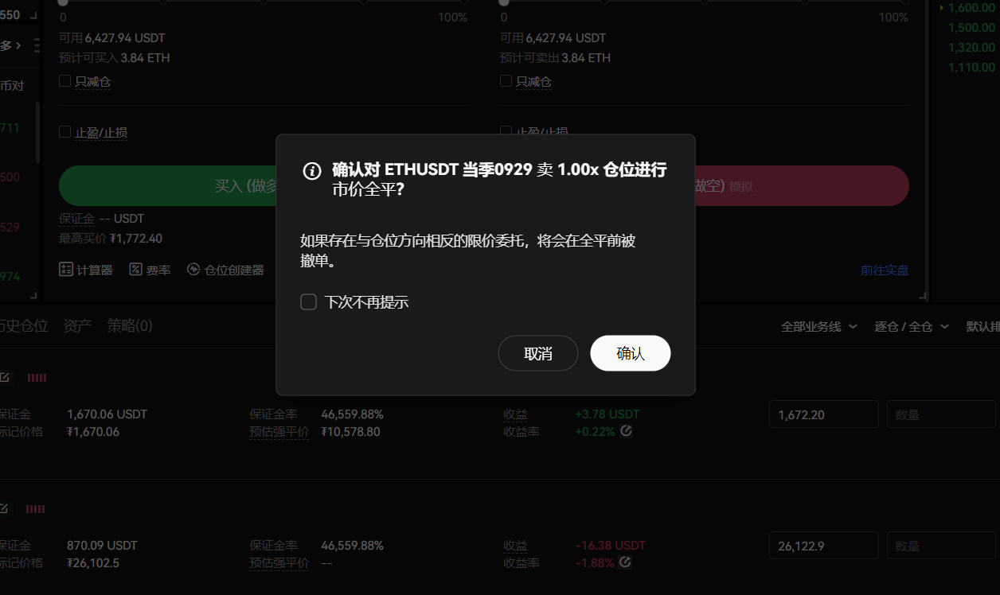 550
0
100%
0
100%
1,600.00
1,500.00
1,320.00
1,110.00
可用 6,427.94 USDT
可用 6,427.94 USDT
多 >
预计可买入 3.84 ETH
预计可卖出 3.84 ETH
只减仓
只减仓
币对
711
止盈/止损
止盈/止损
500
529
974
确认对 ETHUSDT 当季0929 卖 1.00x 仓位进行
市价全平?
买入 (做多
做空) 模拟
保证金 -- USDT
最高买价 ₮1,772.40
如果存在与仓位方向相反的限价委托，将会在全平前被
撤单。
计算器
费率
仓位创建器
前往实盘
下次不再提示
取消
确认
历史仓位
资产
策略(0)
全部业务线
逐仓 / 全仓
默认排
保证金
1,670.06 USDT
保证金率
46,559.88%
收益
+3.78 USDT
1,672.20
数量
标记价格
₮1,670.06
预估强平价
₮10,578.80
收益率
+0.22%
保证金
870.09 USDT
保证金率
46,559.88%
收益
-16.38 USDT
26,122.9
数量
标记价格
₮26,102.5
预估强平价
--
收益率
-1.88%